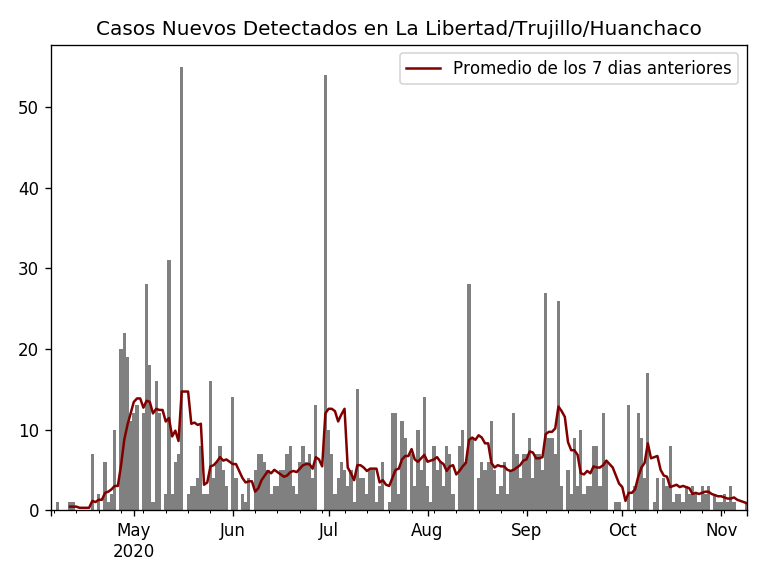 Casos Nuevos Detectados en La Libertad/Trujillo/Huanchaco
Promedio de los 7 dias anteriores
50
40
30
20
10
0
May Jun Jul Aug Sep Oct Nov
2020